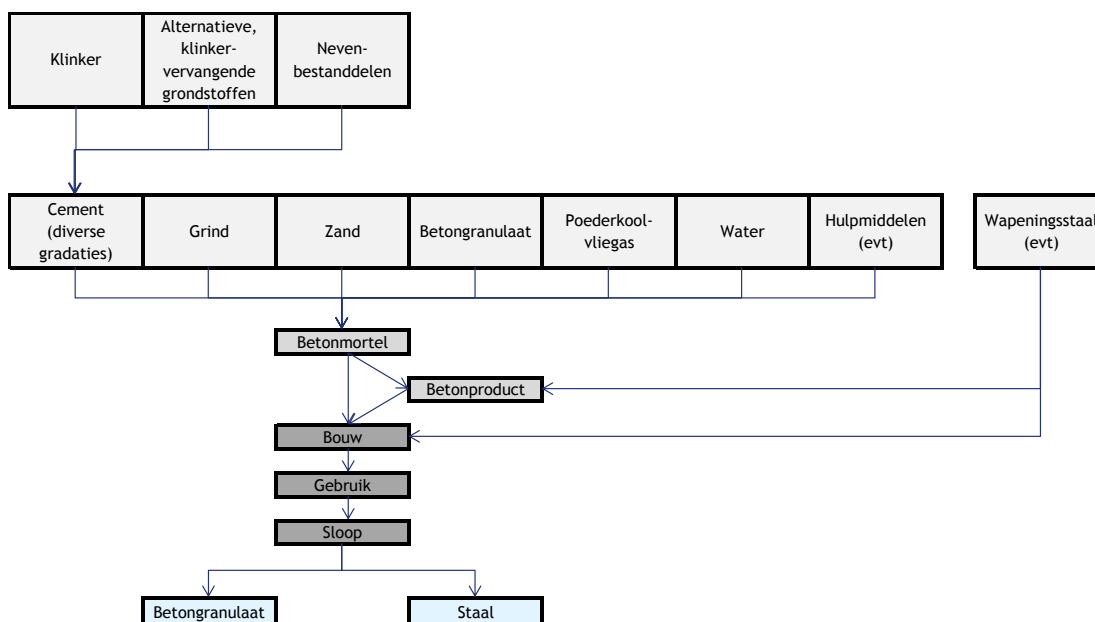 Klinker
Alternatieve,
klinker-
vervangende
grondstoffen
Neven-
bestanddelen
Cement
(diverse
gradaties)
Grind
Zand
Betongranulaat
Poederkool-
vliegas
Water
Hulpmiddelen
(evt)
Wapeningsstaal
(evt)
Betonmortel
Betonproduct
Bouw
Gebruik
Sloop
Betongranulaat
Staal